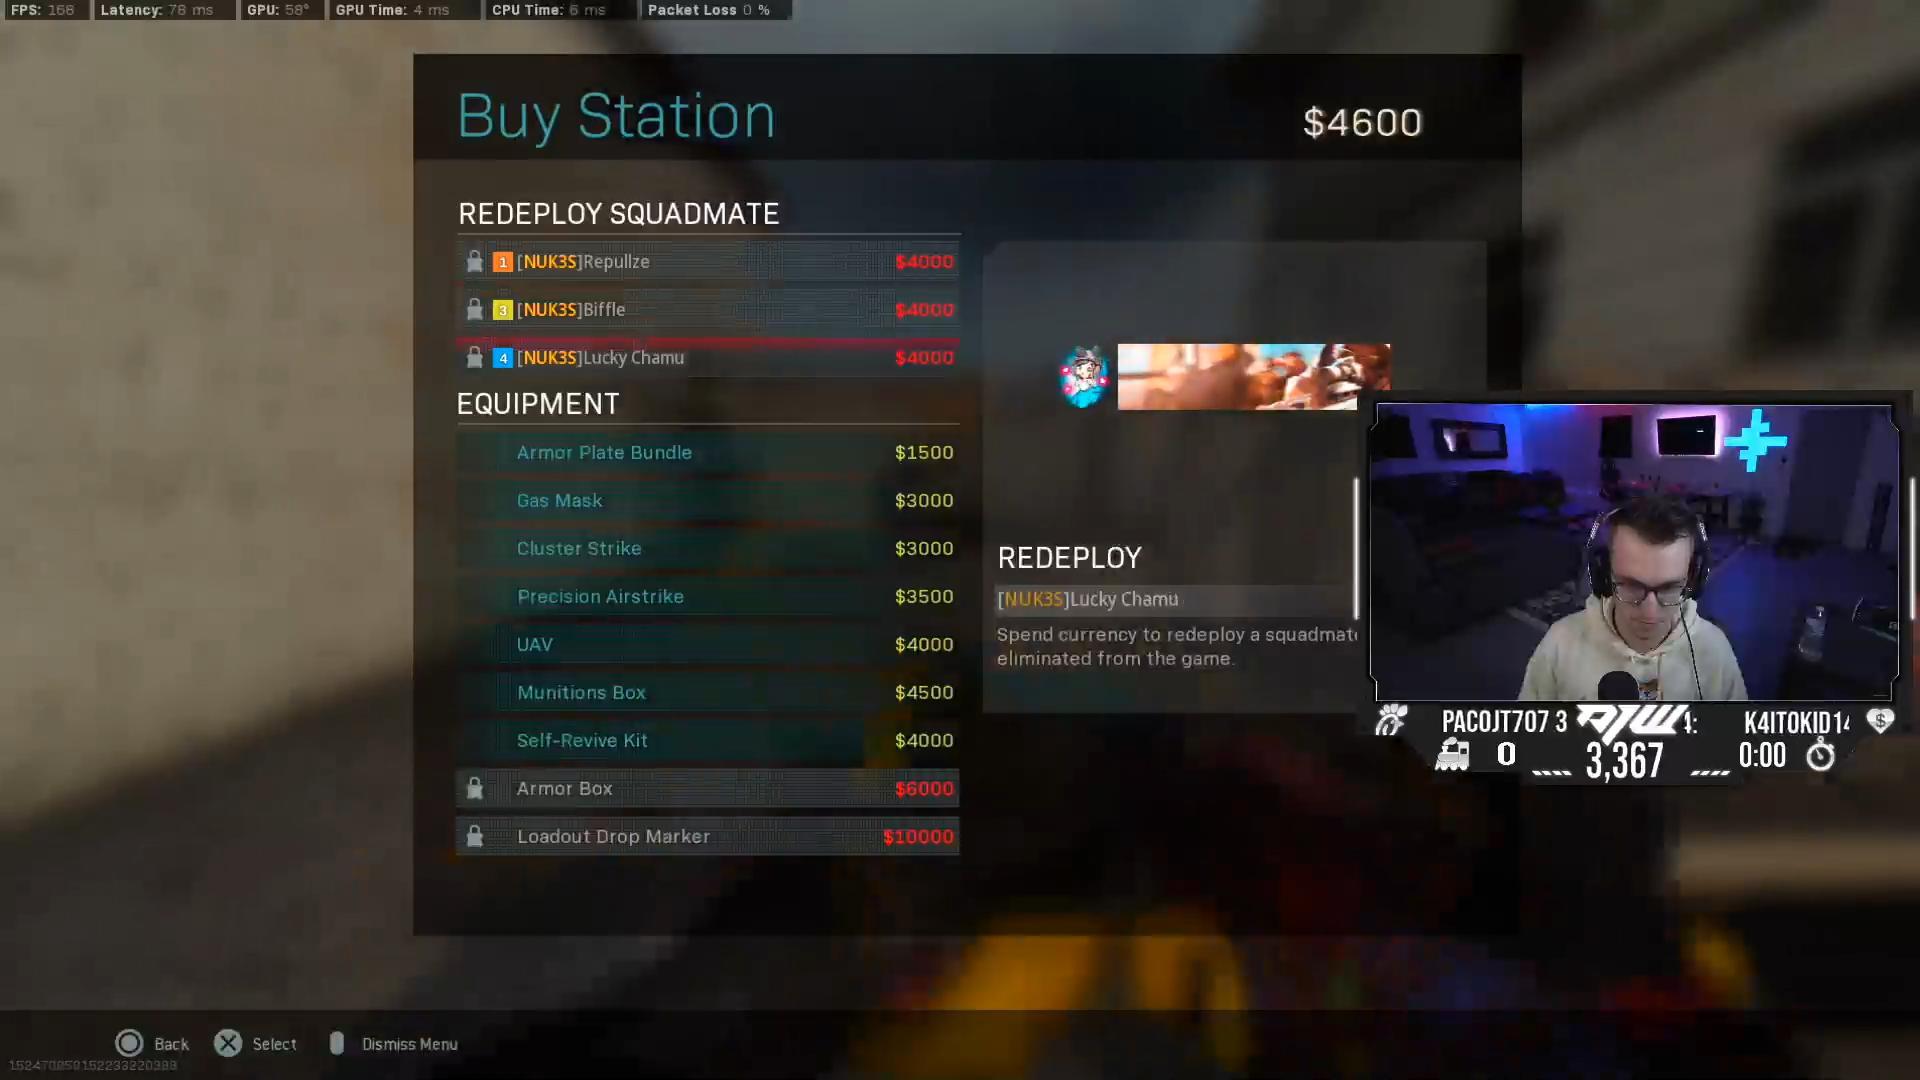 FPS: 166 Latency: 78 ms GPU: 58° GPU Time: 4 ms CPU Time: 6 ms Packet Loss 0 %
Buy Station
$4600
REDEPLOY SQUADMATE
1 [NUK3S]Repullze $4000
3 [NUK3S]Biffle $4000
4 [NUK3S]Lucky Chamu $4000
EQUIPMENT
Armor Plate Bundle $1500
Gas Mask $3000
Cluster Strike $3000
Precision Airstrike $3500
UAV $4000
Munitions Box $4500
Self-Revive Kit $4000
Armor Box $6000
Loadout Drop Marker $10000
REDEPLOY
[NUK3S]Lucky Chamu
Spend currency to redeploy a squadmate
eliminated from the game.
PACOJT707 3 4: K4ITOKID14
0 3,367 0:00
Back Select Dismiss Menu